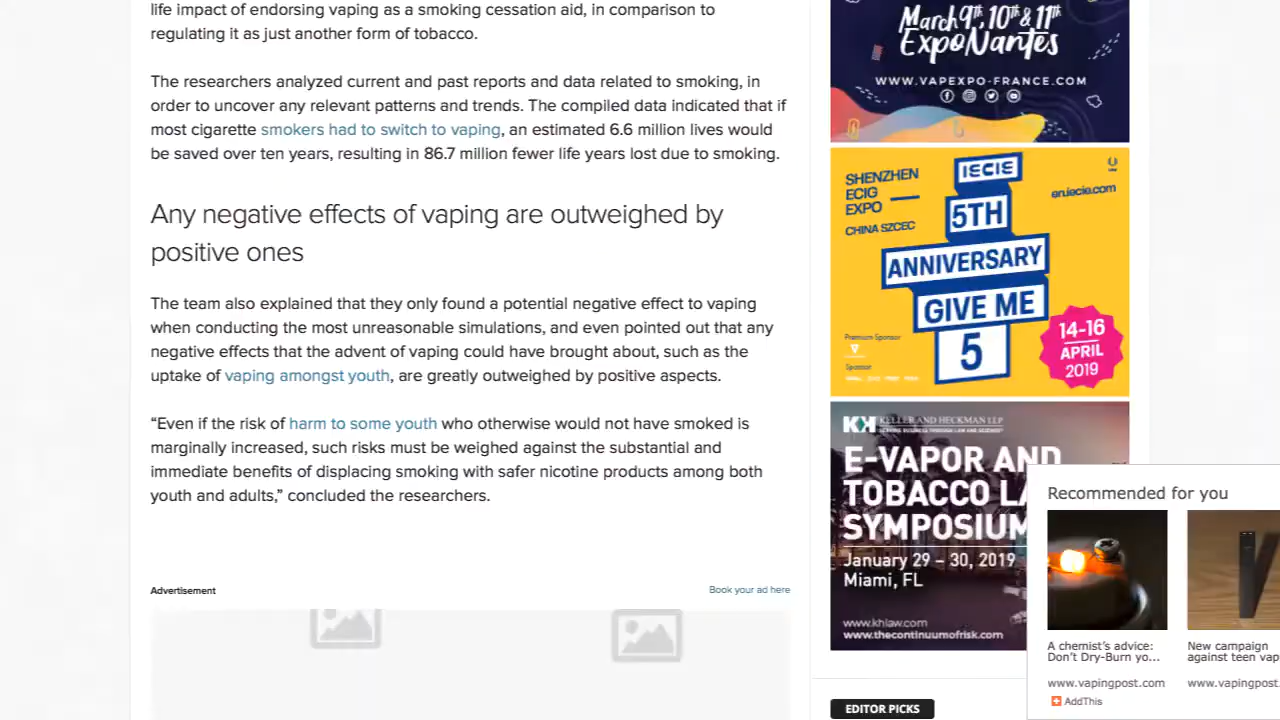 life impact of endorsing vaping as a smoking cessation aid, in comparison to
regulating it as just another form of tobacco.
The researchers analyzed current and past reports and data related to smoking, in
order to uncover any relevant patterns and trends. The compiled data indicated that if
most cigarette smokers had to switch to vaping, an estimated 6.6 million lives would
be saved over ten years, resulting in 86.7 million fewer life years lost due to smoking.
Any negative effects of vaping are outweighed by
positive ones
The team also explained that they only found a potential negative effect to vaping
when conducting the most unreasonable simulations, and even pointed out that any
negative effects that the advent of vaping could have brought about, such as the
uptake of vaping amongst youth, are greatly outweighed by positive aspects.
“Even if the risk of harm to some youth who otherwise would not have smoked is
marginally increased, such risks must be weighed against the substantial and
immediate benefits of displacing smoking with safer nicotine products among both
youth and adults,” concluded the researchers.
Advertisement
Book your ad here
March 9th, 10th & 11th
Expo Nantes
WWW.VAPEXPO-FRANCE.COM
SHENZHEN
ECIG
EXPO
CHINA SZCEC
IECIE
en.iecie.com
5TH
ANNIVERSARY
GIVE ME
5
Premium Sponsor
Sponsor
14-16
APRIL
2019
KELLER AND HECKMAN LLP
E-VAPOR AND
TOBACCO LA
SYMPOSIUM
January 29 – 30, 2019
Miami, FL
www.khlaw.com
www.thecontinuumofrisk.com
EDITOR PICKS
Recommended for you
A chemist’s advice:
Don’t Dry-Burn yo...
www.vapingpost.com
New campaign
against teen vap
www.vapingpost.
AddThis